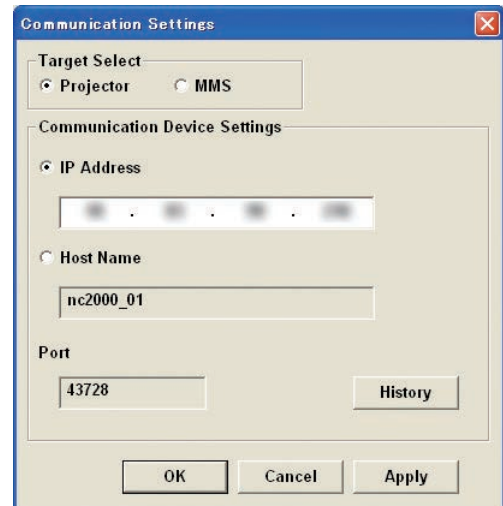 Communication Settings
Target Select
Projector MMS
Communication Device Settings
IP Address
. . .
Host Name
nc2000_01
Port
43728
History
OK Cancel Apply